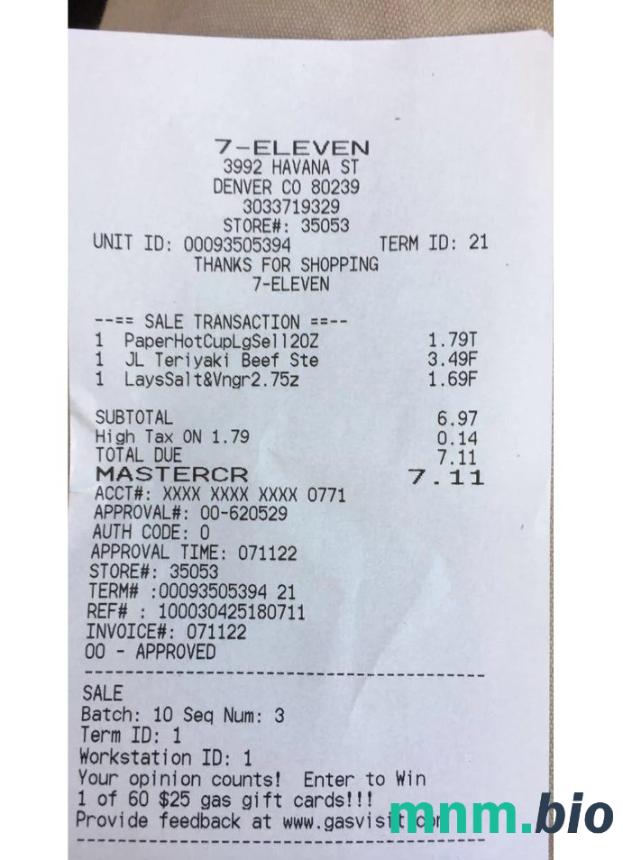 7-ELEVEN
3992 HAVANA ST
DENVER CO 80239
3033719329
STORE#: 35053
UNIT ID: 00093505394 TERM ID: 21
THANKS FOR SHOPPING
7-ELEVEN
--== SALE TRANSACTION ==--
1 PaperHotCupLgSell20Z 1.79T
1 JL Teriyaki Beef Ste 3.49F
1 LaysSalt&Vngr2.75z 1.69F
SUBTOTAL 6.97
High Tax ON 1.79 0.14
TOTAL DUE 7.11
MASTERCR 7.11
ACCT#: XXXX XXXX XXXX 0771
APPROVAL#: 00-620529
AUTH CODE: 0
APPROVAL TIME: 071122
STORE#: 35053
TERM# :00093505394 21
REF# : 100030425180711
INVOICE#: 071122
00 - APPROVED
--------------------------------------------
SALE
Batch: 10 Seq Num: 3
Term ID: 1
Workstation ID: 1
Your opinion counts! Enter to Win
1 of 60 $25 gas gift cards!!!
Provide feedback at www.gasvisit.com
--------------------------------------------
mnm.bio